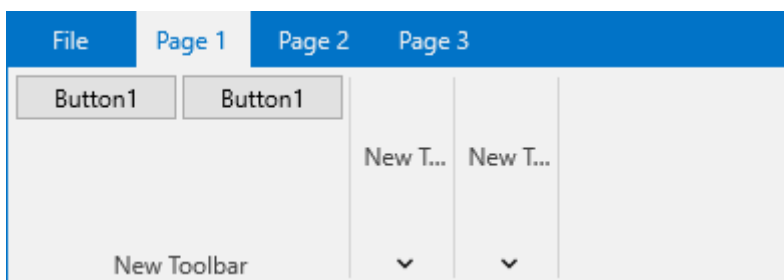 File Page 1 Page 2 Page 3
Button1 Button1
New T... New T...
New Toolbar